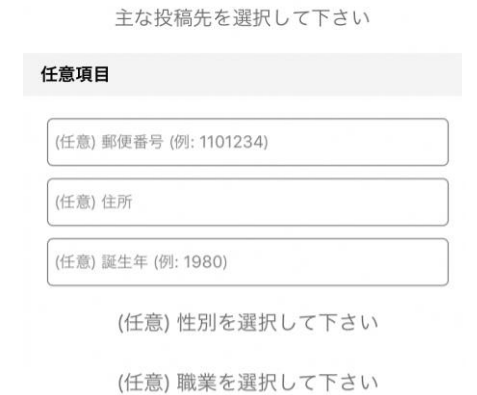 主な投稿先を選択して下さい
任意項目
(任意) 郵便番号 (例: 1101234)
(任意) 住所
(任意) 誕生年 (例: 1980)
(任意) 性別を選択して下さい
(任意) 職業を選択して下さい